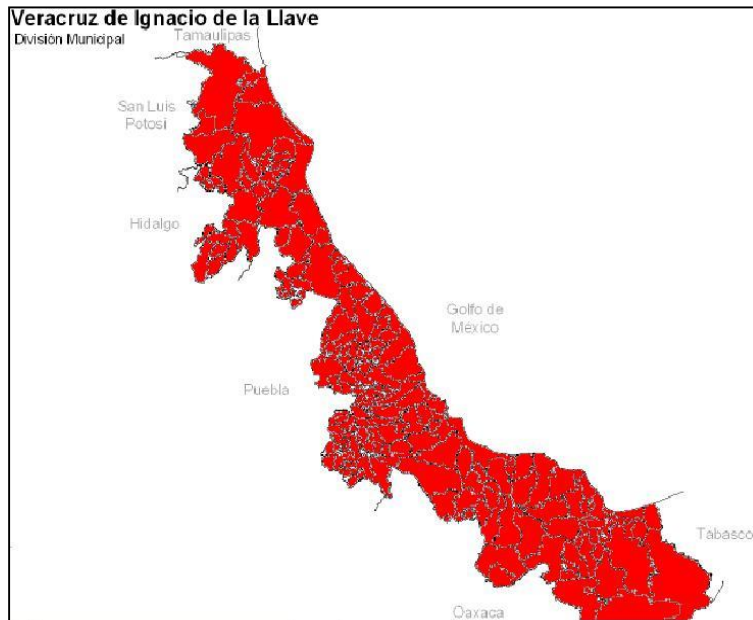 Veracruz de Ignacio de la Llave
División Municipal
Tamaulipas
San Luis
Potosí
Hidalgo
Golfo de
México
Puebla
Tabasco
Oaxaca